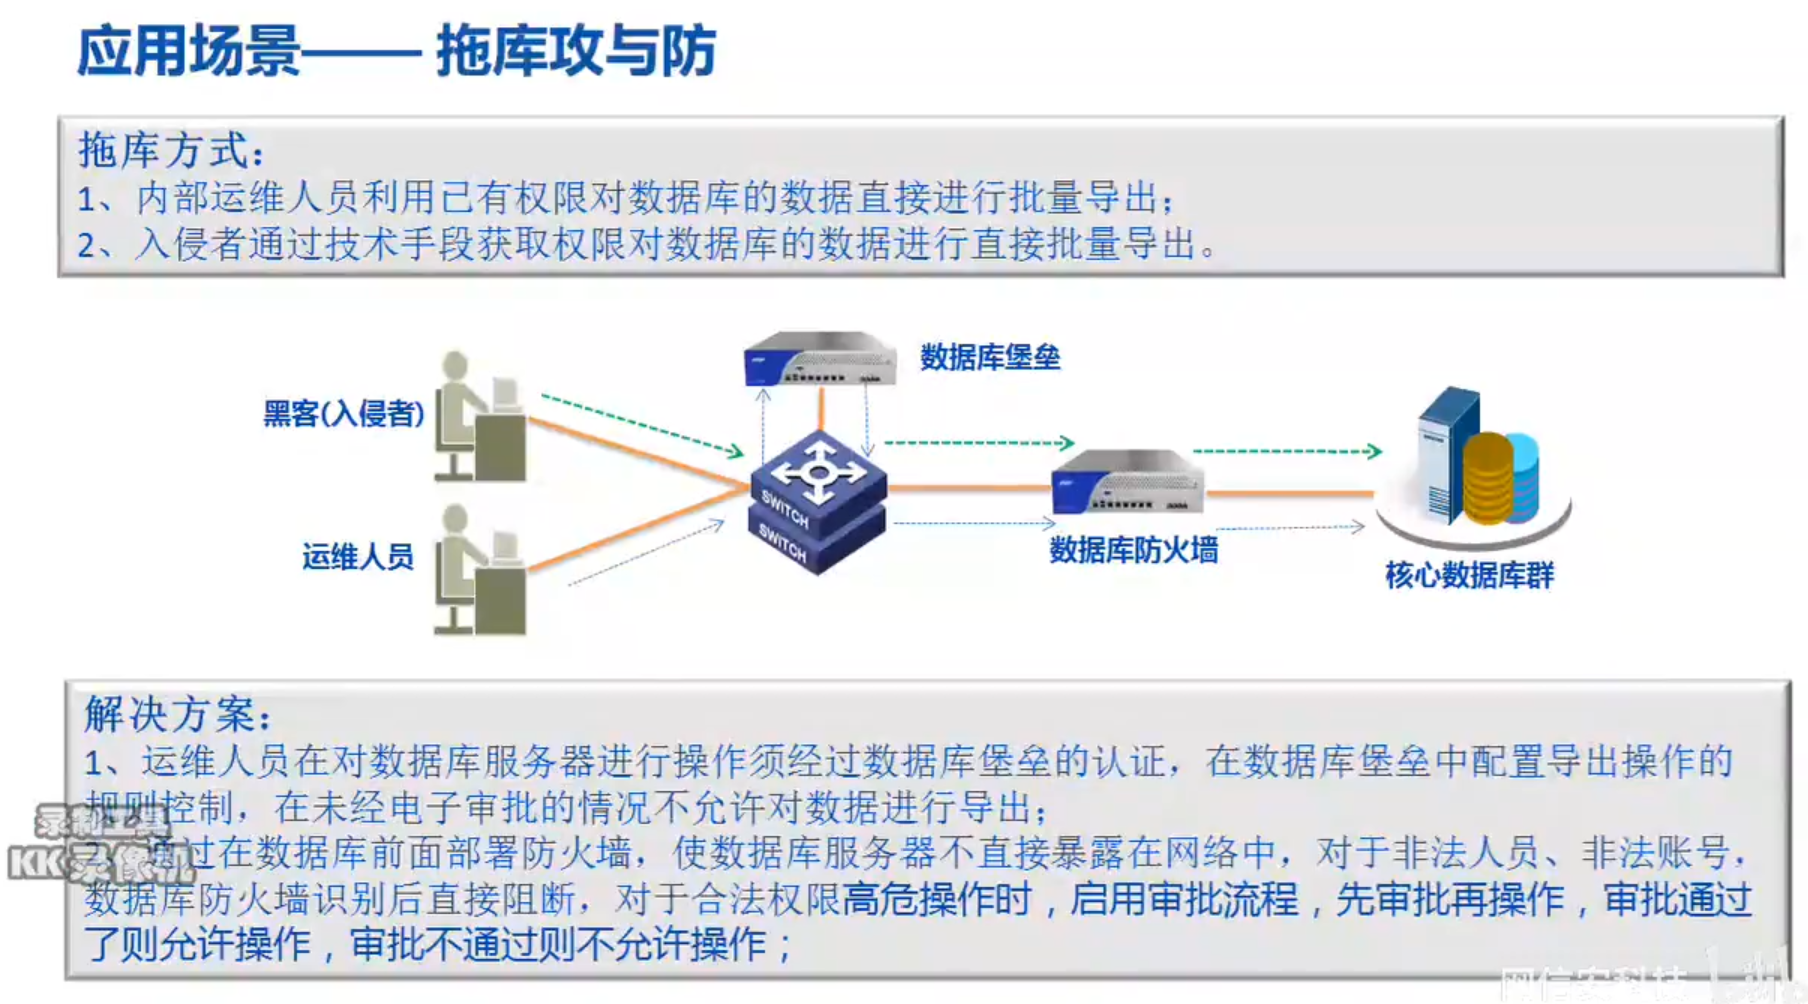 应用场景—— 拖库攻与防
拖库方式：
1、内部运维人员利用已有权限对数据库的数据直接进行批量导出；
2、入侵者通过技术手段获取权限对数据库的数据进行直接批量导出。
数据库堡垒
黑客(入侵者)
SWITCH
SWITCH
运维人员
数据库防火墙
核心数据库群
解决方案：
1、运维人员在对数据库服务器进行操作须经过数据库堡垒的认证，在数据库堡垒中配置导出操作的
规则控制，在未经电子审批的情况不允许对数据进行导出；
2、通过在数据库前面部署防火墙，使数据库服务器不直接暴露在网络中，对于非法人员、非法账号，
数据库防火墙识别后直接阻断，对于合法权限高危操作时，启用审批流程，先审批再操作，审批通过
了则允许操作，审批不通过则不允许操作；
录制工具
KK录像机
网信安科技